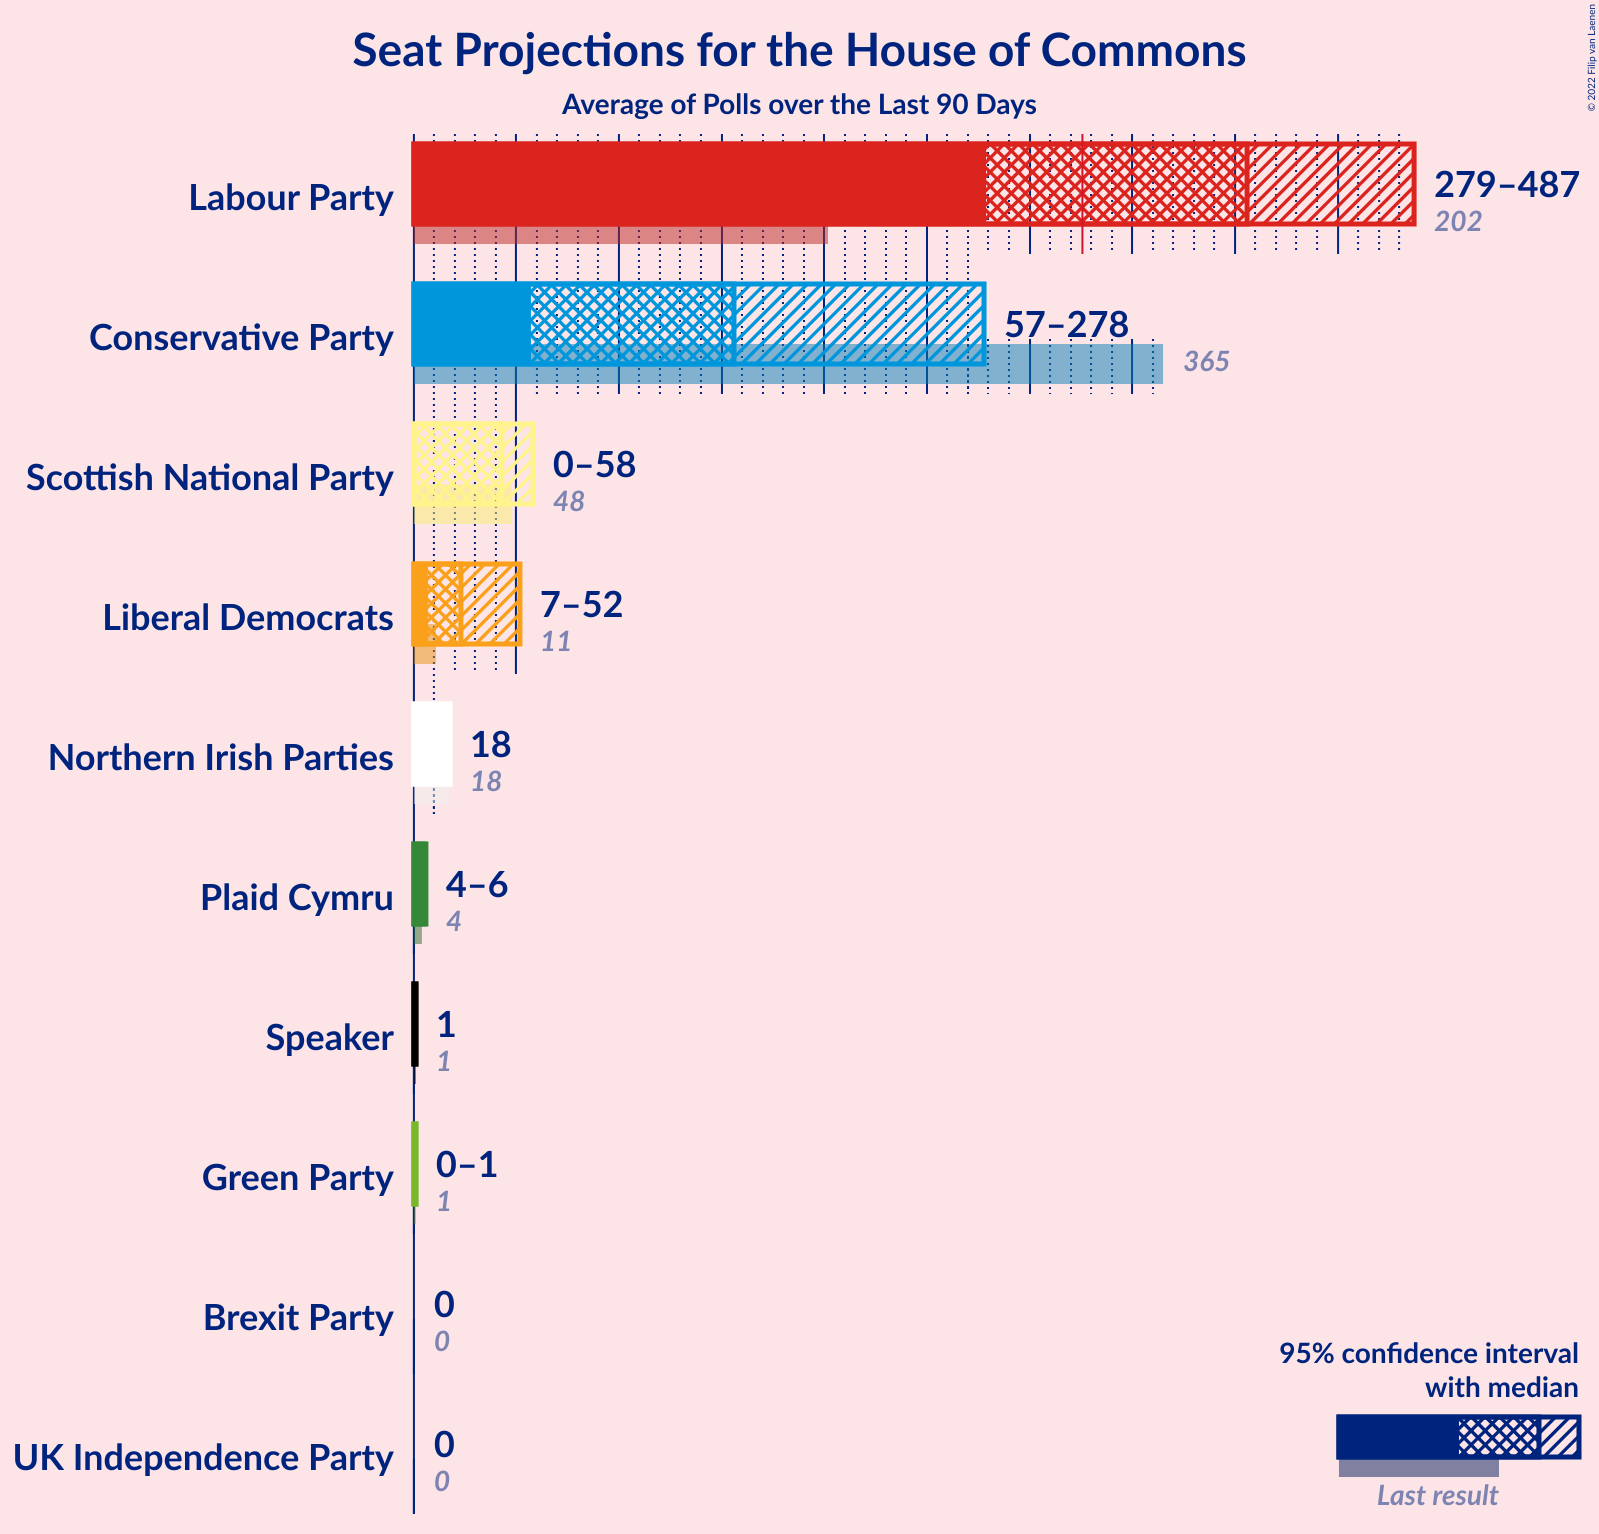 Seat Projections for the House of Commons
Average of Polls over the Last 90 Days
© 2022 Filip van Laenen
Labour Party
279–487
202
Conservative Party
57–278
365
Scottish National Party
0–58
48
Liberal Democrats
7–52
11
Northern Irish Parties
18
18
Plaid Cymru
4–6
4
Speaker
1
1
Green Party
0–1
1
Brexit Party
0
0
UK Independence Party
0
0
95% confidence interval
with median
Last result